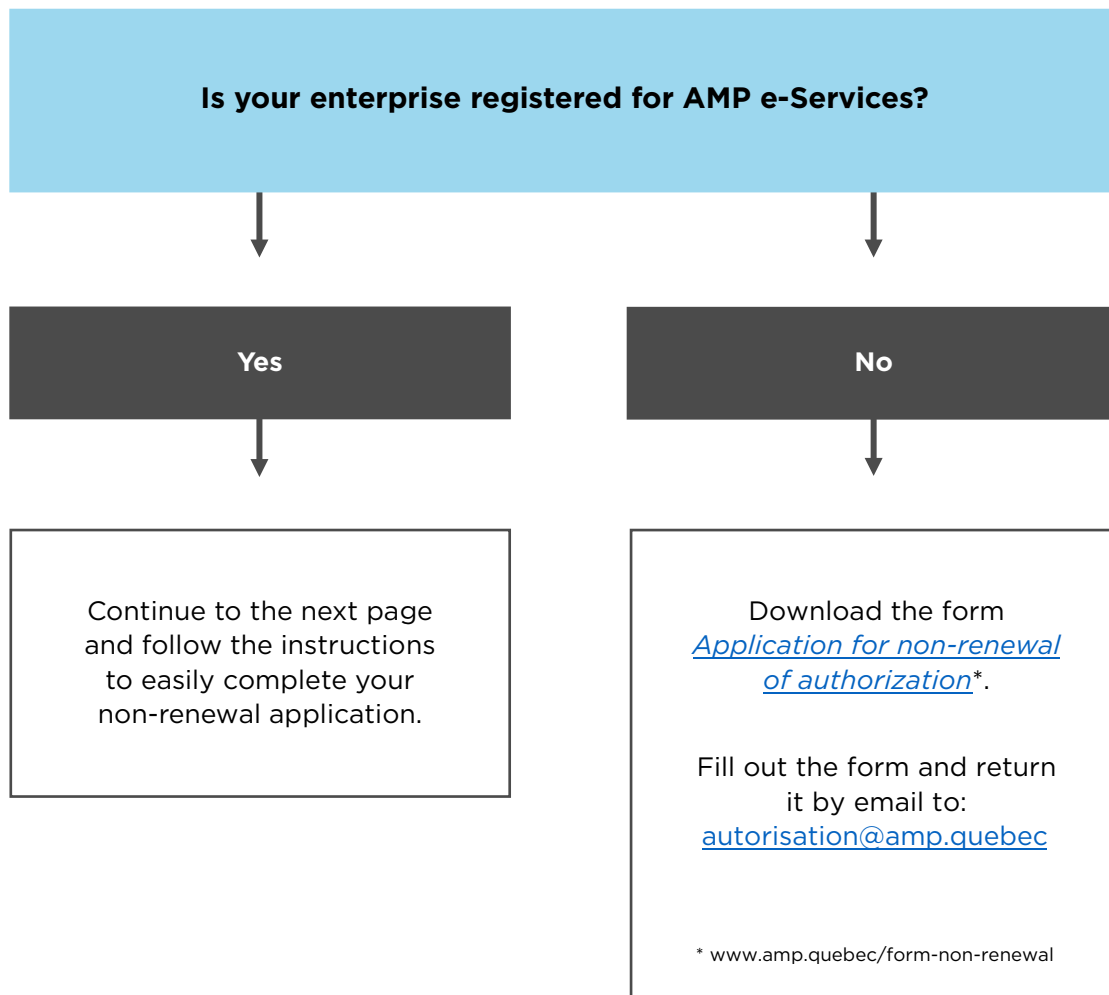 Is your enterprise registered for AMP e-Services?
Yes
No
Continue to the next page
and follow the instructions
to easily complete your
non-renewal application.
Download the form
Application for non-renewal
of authorization*.
Fill out the form and return
it by email to:
autorisation@amp.quebec
* www.amp.quebec/form-non-renewal